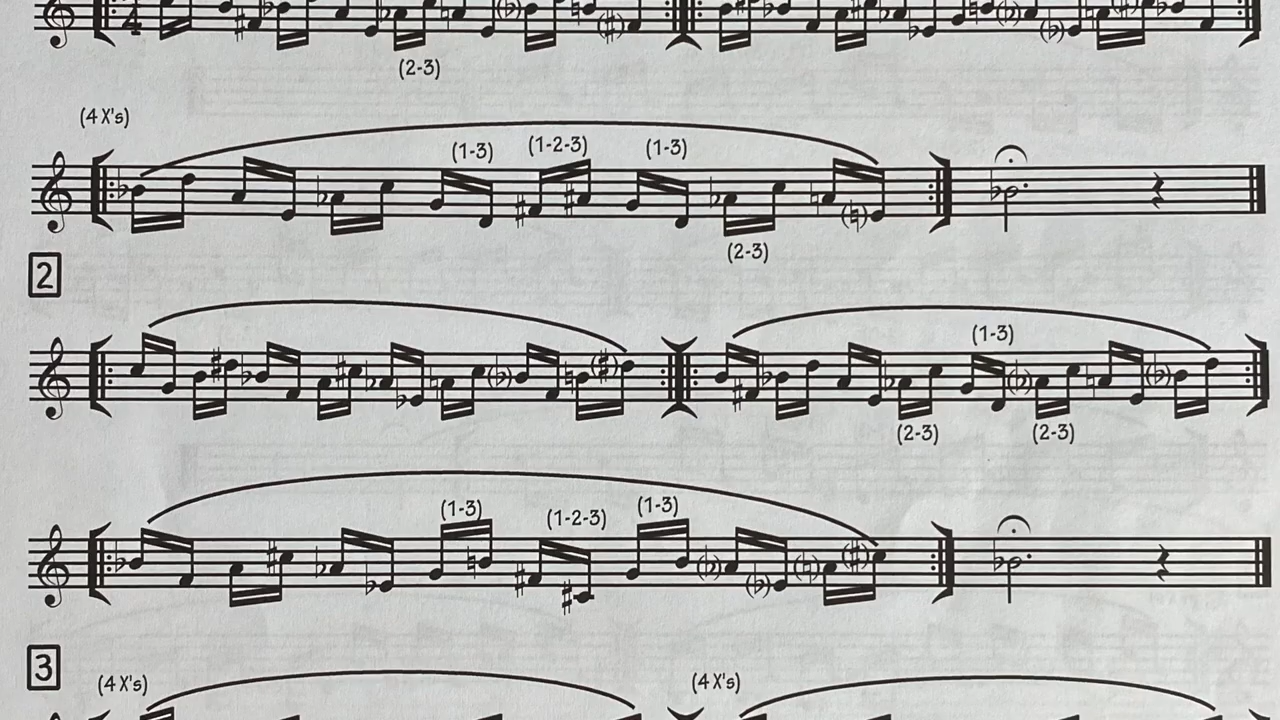 4
(2-3)
(4 X's)
(1-3) (1-2-3) (1-3)
(2-3)
2
(1-3)
(2-3) (2-3)
(1-3) (1-2-3) (1-3)
3
(4 X's) (4 X's)